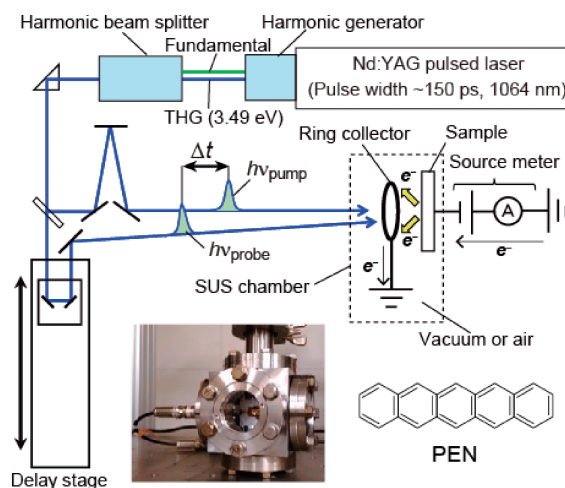 Harmonic beam splitter
Harmonic generator
Fundamental
THG (3.49 eV)
Nd:YAG pulsed laser
(Pulse width ~150 ps, 1064 nm)
Ring collector
Sample
Source meter
Δt
hνpump
hνprobe
e⁻
e⁻
A
e⁻
e⁻
SUS chamber
Vacuum or air
PEN
Delay stage